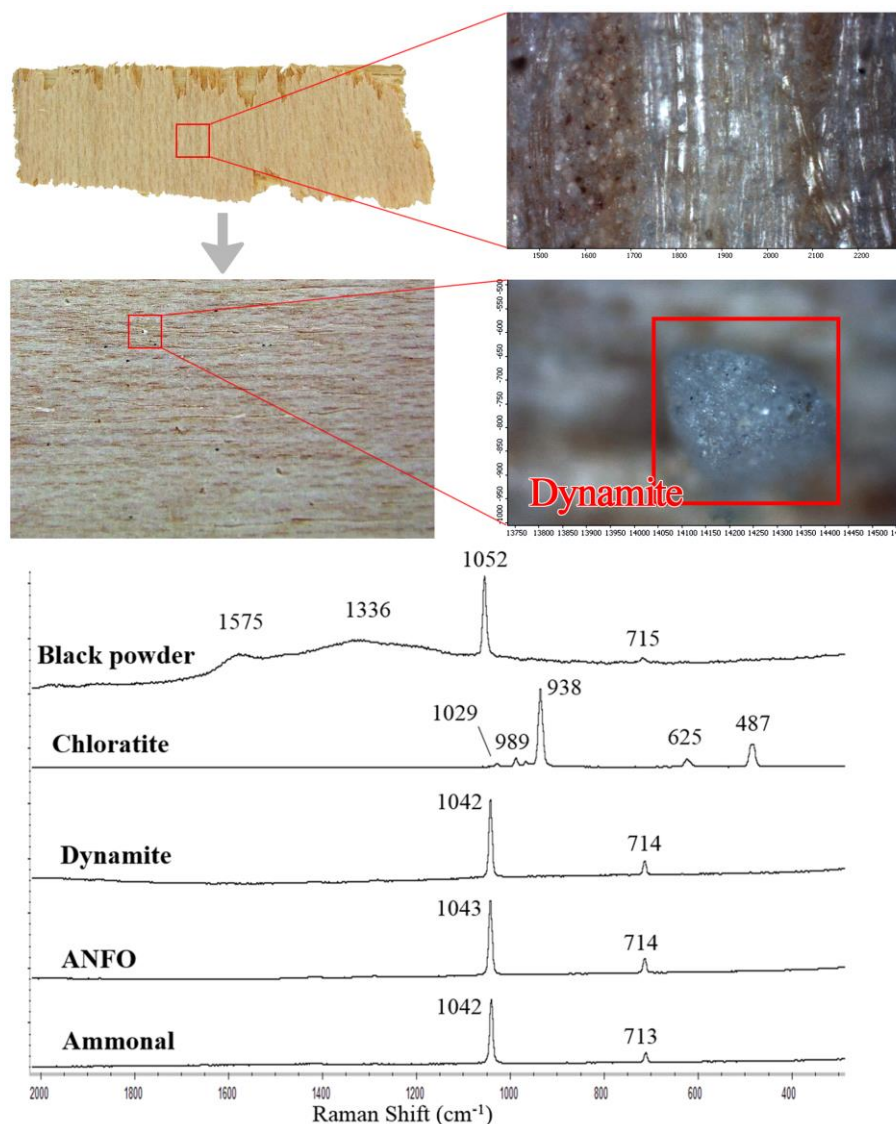 1500 1600 1700 1800 1900 2000 2100 2200
-500
-550
-600
-650
-700
-750
-800
-850
-900
-950
-1000
Dynamite
13750 13800 13850 13900 13950 14000 14050 14100 14150 14200 14250 14300 14350 14400 14450 14500
1052
1575 1336
Black powder 715
938
1029 989 625 487
Chloratite
1042
Dynamite 714
1043
ANFO 714
1042
Ammonal 713
2000 1800 1600 1400 1200 1000 800 600 400
Raman Shift (cm⁻¹)